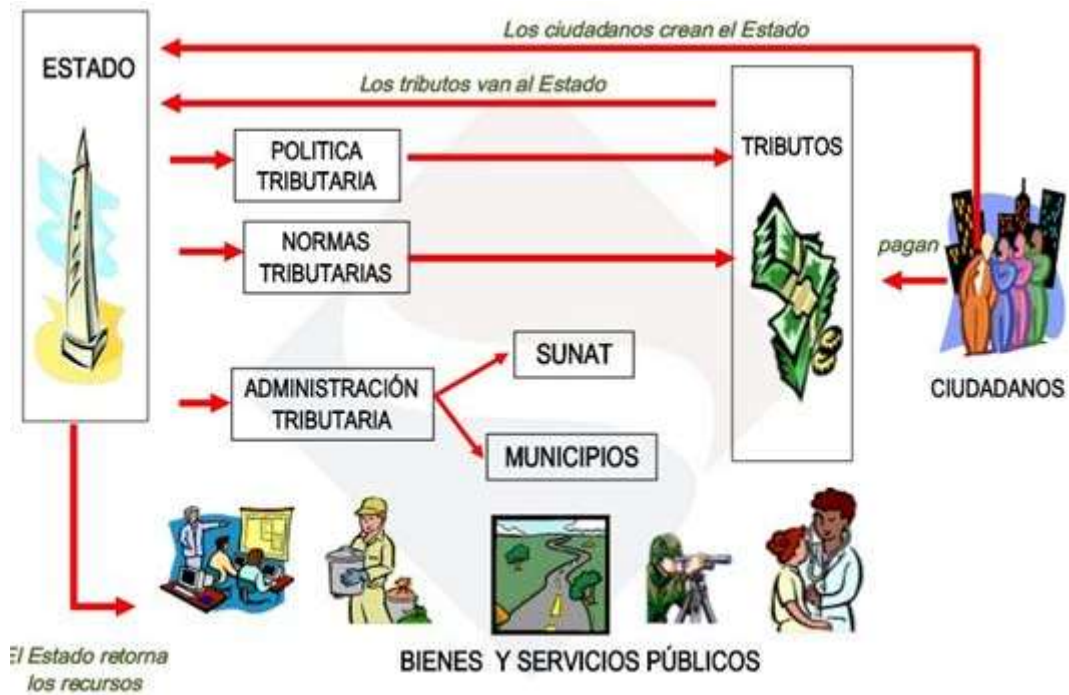 Los ciudadanos crean el Estado
ESTADO
Los tributos van al Estado
TRIBUTOS
POLITICA
TRIBUTARIA
NORMAS
TRIBUTARIAS
pagan
SUNAT
ADMINISTRACIÓN
TRIBUTARIA
CIUDADANOS
MUNICIPIOS
El Estado retorna
los recursos
BIENES Y SERVICIOS PÚBLICOS